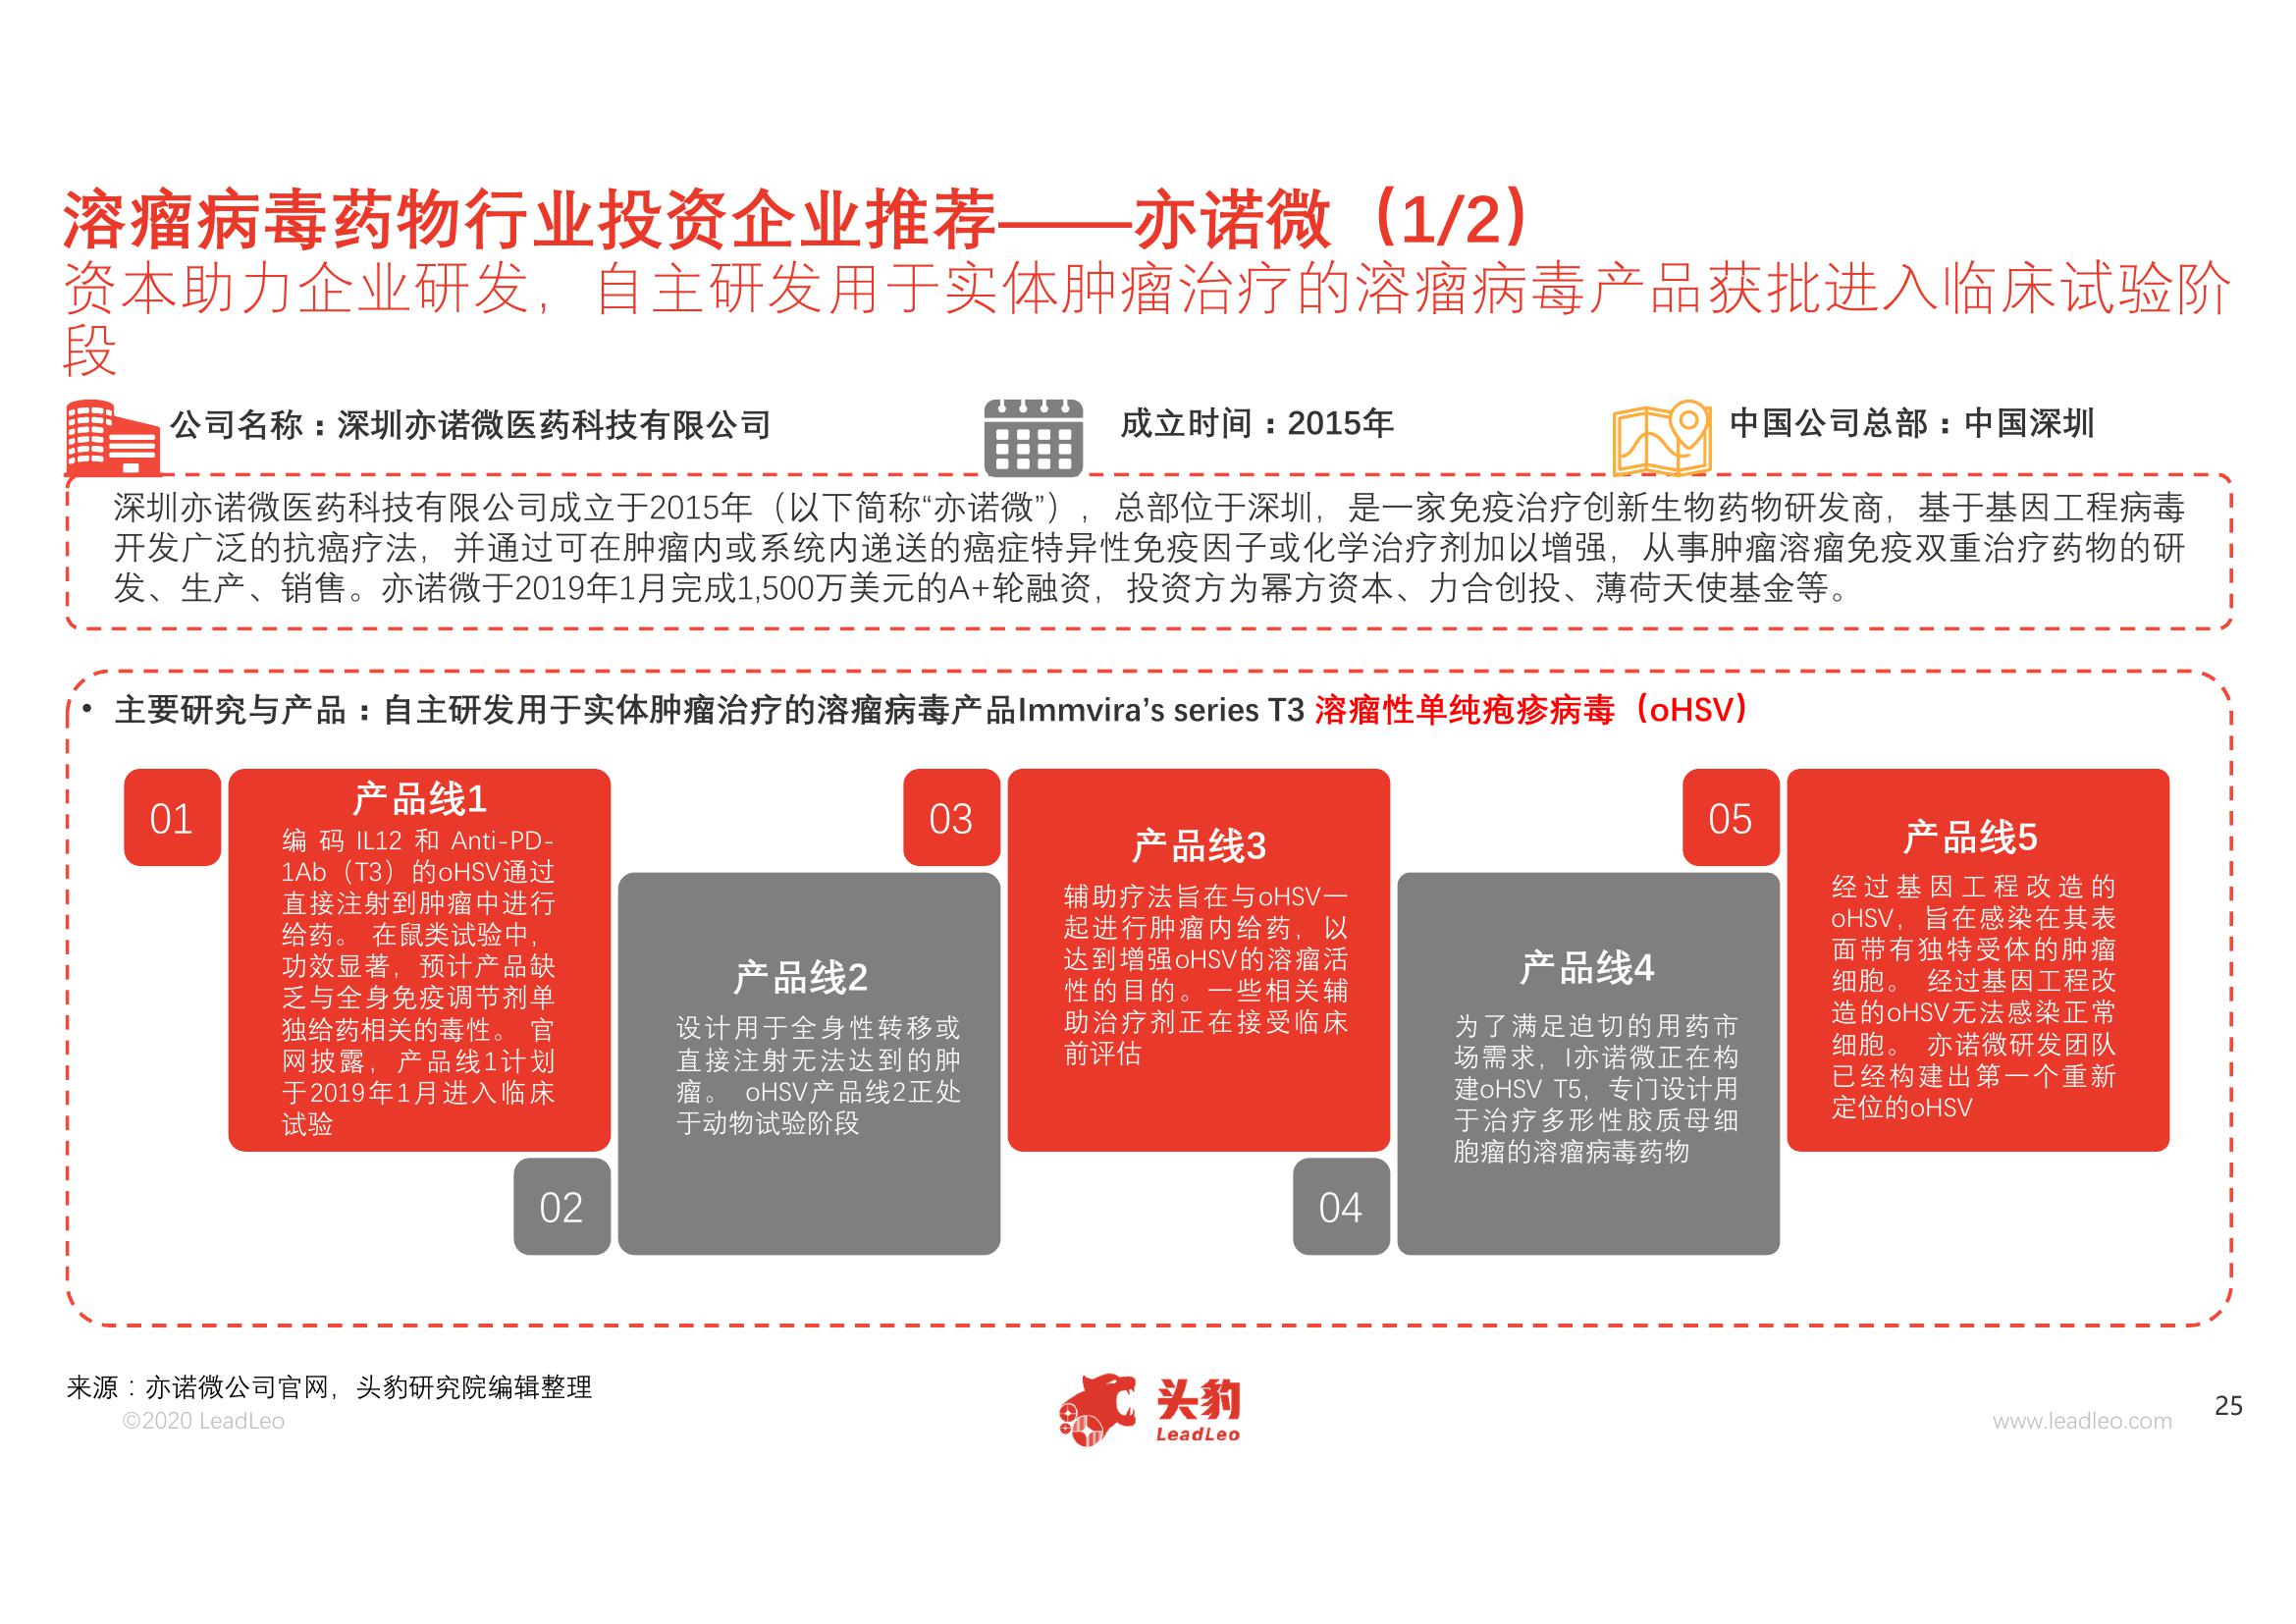 溶瘤病毒药物行业投资企业推荐——亦诺微（1/2）
资本助力企业研发，自主研发用于实体肿瘤治疗的溶瘤病毒产品获批进入临床试验阶
段
公司名称：深圳亦诺微医药科技有限公司
成立时间：2015年
中国公司总部：中国深圳
深圳亦诺微医药科技有限公司成立于2015年（以下简称“亦诺微”），总部位于深圳，是一家免疫治疗创新生物药物研发商，基于基因工程病毒
开发广泛的抗癌疗法，并通过可在肿瘤内或系统内递送的癌症特异性免疫因子或化学治疗剂加以增强，从事肿瘤溶瘤免疫双重治疗药物的研
发、生产、销售。亦诺微于2019年1月完成1,500万美元的A+轮融资，投资方为幂方资本、力合创投、薄荷天使基金等。
• 主要研究与产品：自主研发用于实体肿瘤治疗的溶瘤病毒产品Immvira’s series T3 溶瘤性单纯疱疹病毒（oHSV）
01
产品线1
编 码 IL12 和 Anti-PD-
1Ab（T3）的oHSV通过
直接注射到肿瘤中进行
给药。 在鼠类试验中，
功效显著，预计产品缺
乏与全身免疫调节剂单
独给药相关的毒性。 官
网披露，产品线1计划
于2019年1月进入临床
试验
02
产品线2
设计用于全身性转移或
直接注射无法达到的肿
瘤。 oHSV产品线2正处
于动物试验阶段
03
产品线3
辅助疗法旨在与oHSV一
起进行肿瘤内给药，以
达到增强oHSV的溶瘤活
性的目的。一些相关辅
助治疗剂正在接受临床
前评估
04
产品线4
为了满足迫切的用药市
场需求，I亦诺微正在构
建oHSV T5，专门设计用
于治疗多形性胶质母细
胞瘤的溶瘤病毒药物
05
产品线5
经过基因工程改造的
oHSV，旨在感染在其表
面带有独特受体的肿瘤
细胞。 经过基因工程改
造的oHSV无法感染正常
细胞。 亦诺微研发团队
已经构建出第一个重新
定位的oHSV
来源：亦诺微公司官网，头豹研究院编辑整理
©2020 LeadLeo
头豹
LeadLeo
www.leadleo.com
25